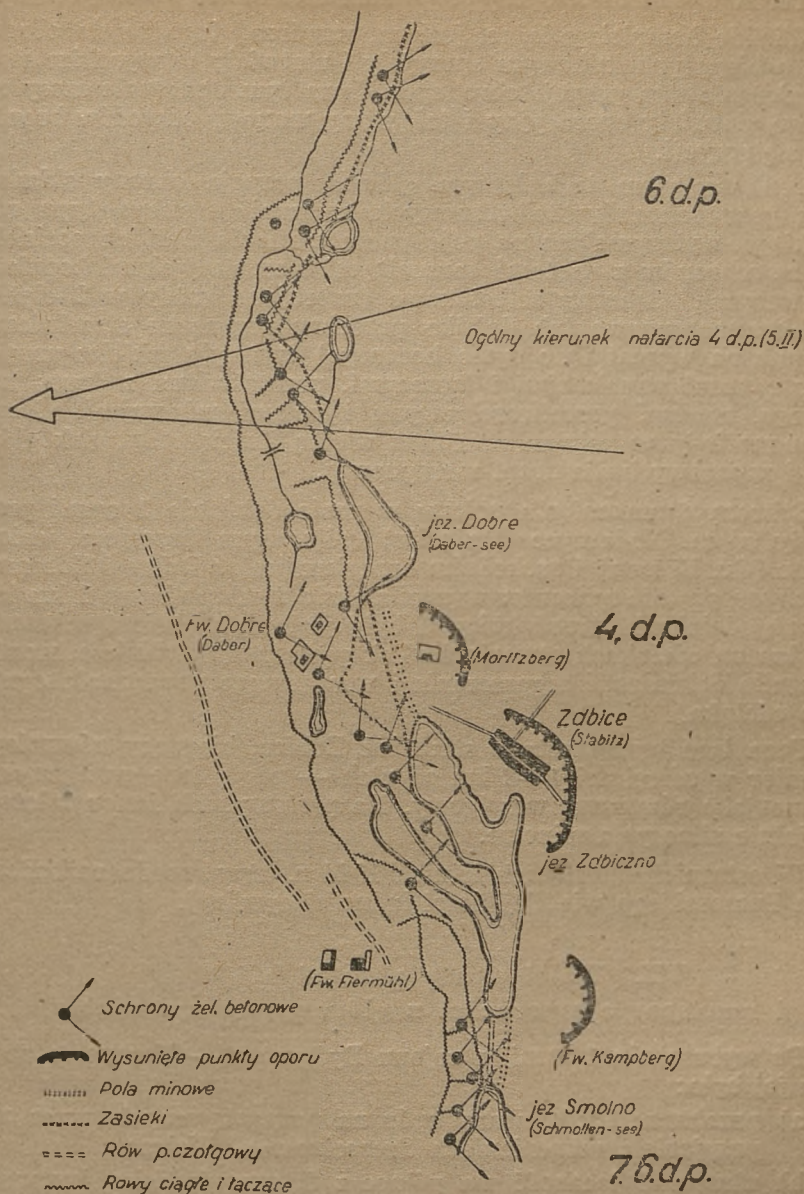 6.d.p.
Ogólny kierunek natarcia 4 d.p.(5.II.)
jez. Dobre
(Daber-see)
Fw. Dobre
(Daber)
4.d.p.
(Moritzberg)
Zdbice
(Stabitz)
jez Zdbiczno
(Fw. Fiermühl)
(Fw. Kampberg)
jez Smolno
(Schmollen-see)
7.6.d.p.
Schrony żel. betonowe
Wysunięte punkty oporu
Pola minowe
Zasieki
Rów p.czołgowy
Rowy ciągłe i łączące